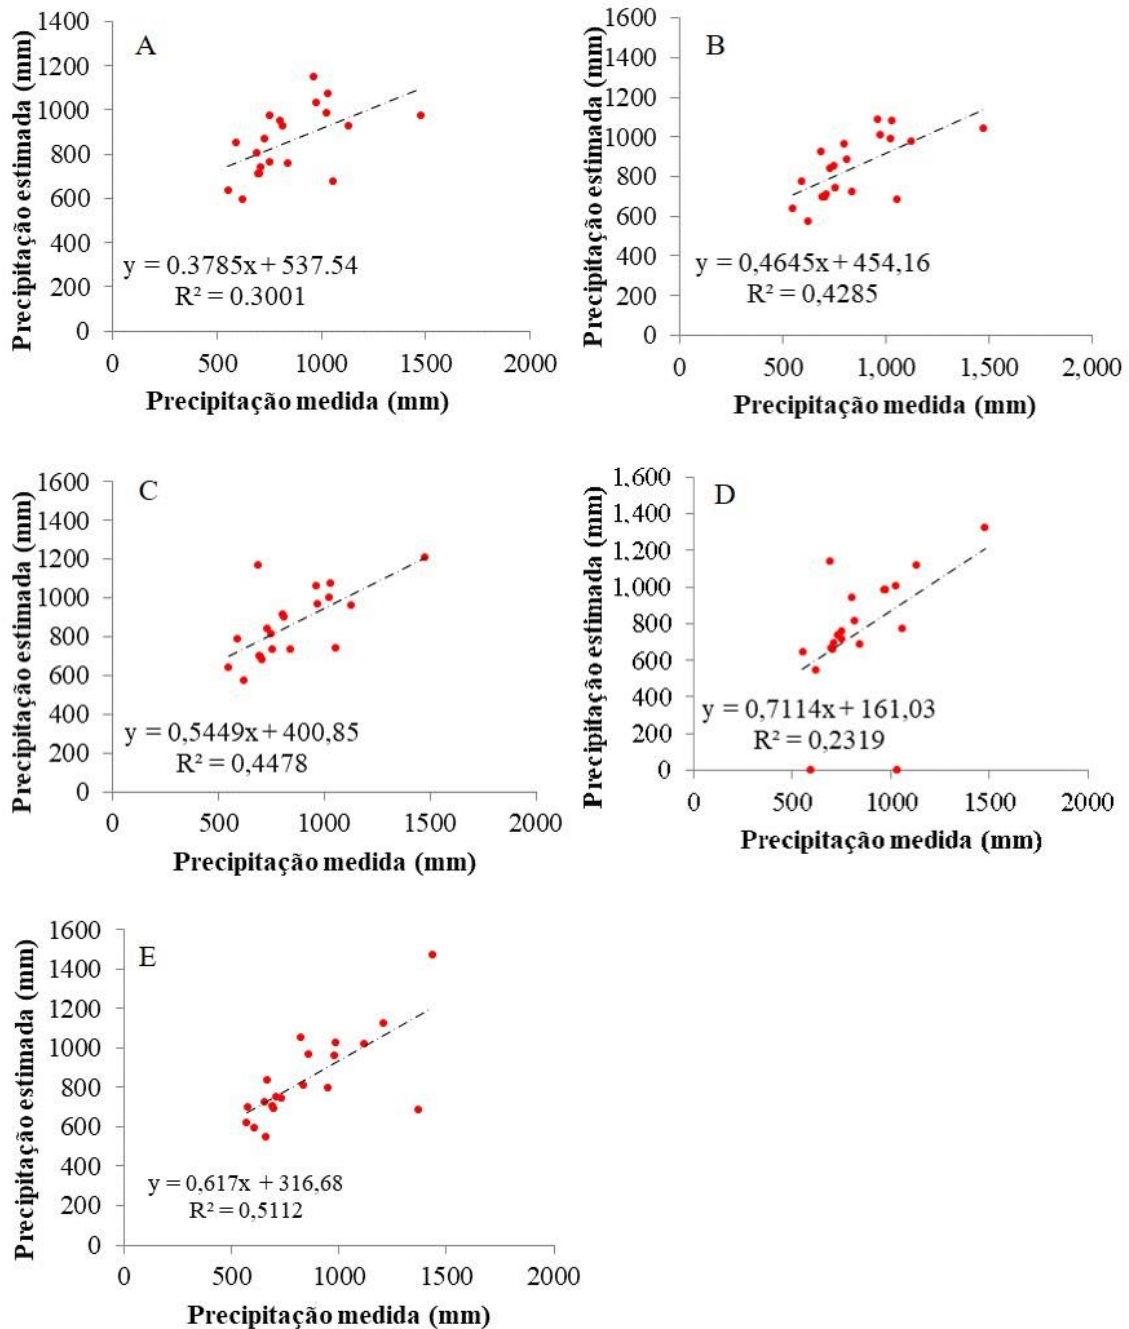 A
Precipitação estimada (mm)
1400
1200
1000
800
600
400
200
0
y = 0.3785x + 537.54
R² = 0.3001
0 500 1000 1500 2000
Precipitação medida (mm)
B
Precipitação estimada (mm)
1600
1400
1200
1000
800
600
400
200
0
y = 0,4645x + 454,16
R² = 0,4285
0 500 1,000 1,500 2,000
Precipitação medida (mm)
C
Precipitação estimada (mm)
1600
1400
1200
1000
800
600
400
200
0
y = 0,5449x + 400,85
R² = 0,4478
0 500 1000 1500 2000
Precipitação medida (mm)
D
Precipitação estimada (mm)
1,600
1,400
1,200
1,000
800
600
400
200
0
y = 0,7114x + 161,03
R² = 0,2319
0 500 1000 1500 2000
Precipitação medida (mm)
E
Precipitação estimada (mm)
1600
1400
1200
1000
800
600
400
200
0
y = 0,617x + 316,68
R² = 0,5112
0 500 1000 1500 2000
Precipitação medida (mm)